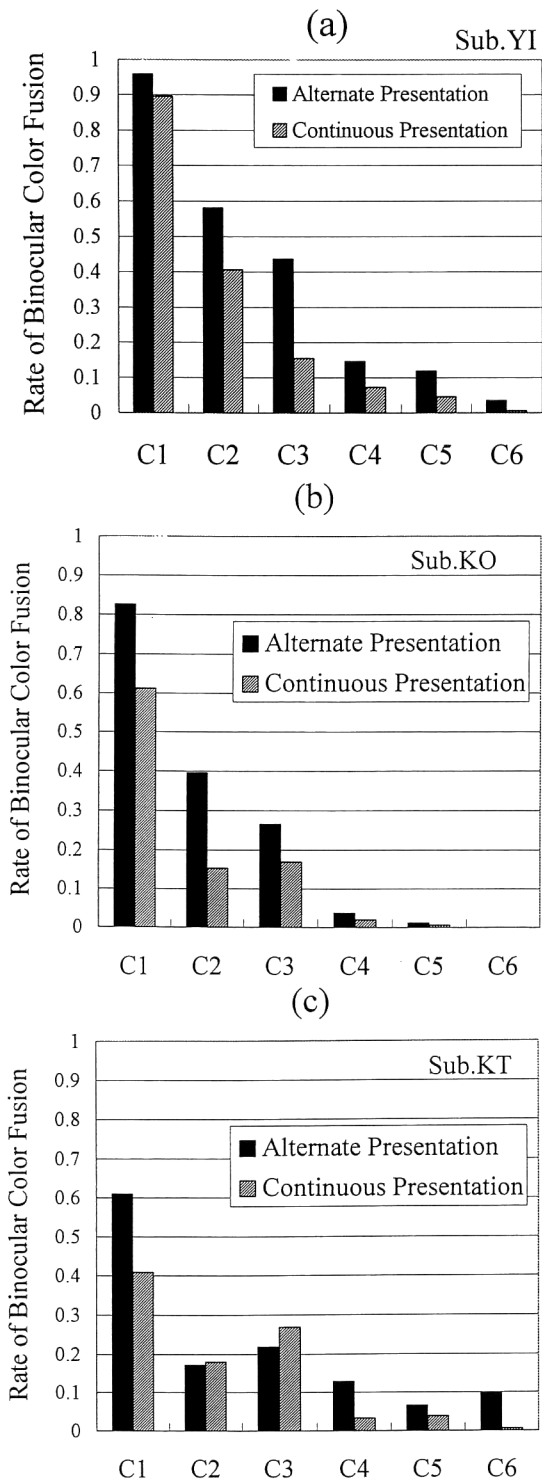 (a)
Sub.YI
Rate of Binocular Color Fusion
1
0.9
0.8
0.7
0.6
0.5
0.4
0.3
0.2
0.1
0
Alternate Presentation
Continuous Presentation
C1 C2 C3 C4 C5 C6
(b)
Sub.KO
Rate of Binocular Color Fusion
1
0.9
0.8
0.7
0.6
0.5
0.4
0.3
0.2
0.1
0
Alternate Presentation
Continuous Presentation
C1 C2 C3 C4 C5 C6
(c)
Sub.KT
Rate of Binocular Color Fusion
1
0.9
0.8
0.7
0.6
0.5
0.4
0.3
0.2
0.1
0
Alternate Presentation
Continuous Presentation
C1 C2 C3 C4 C5 C6